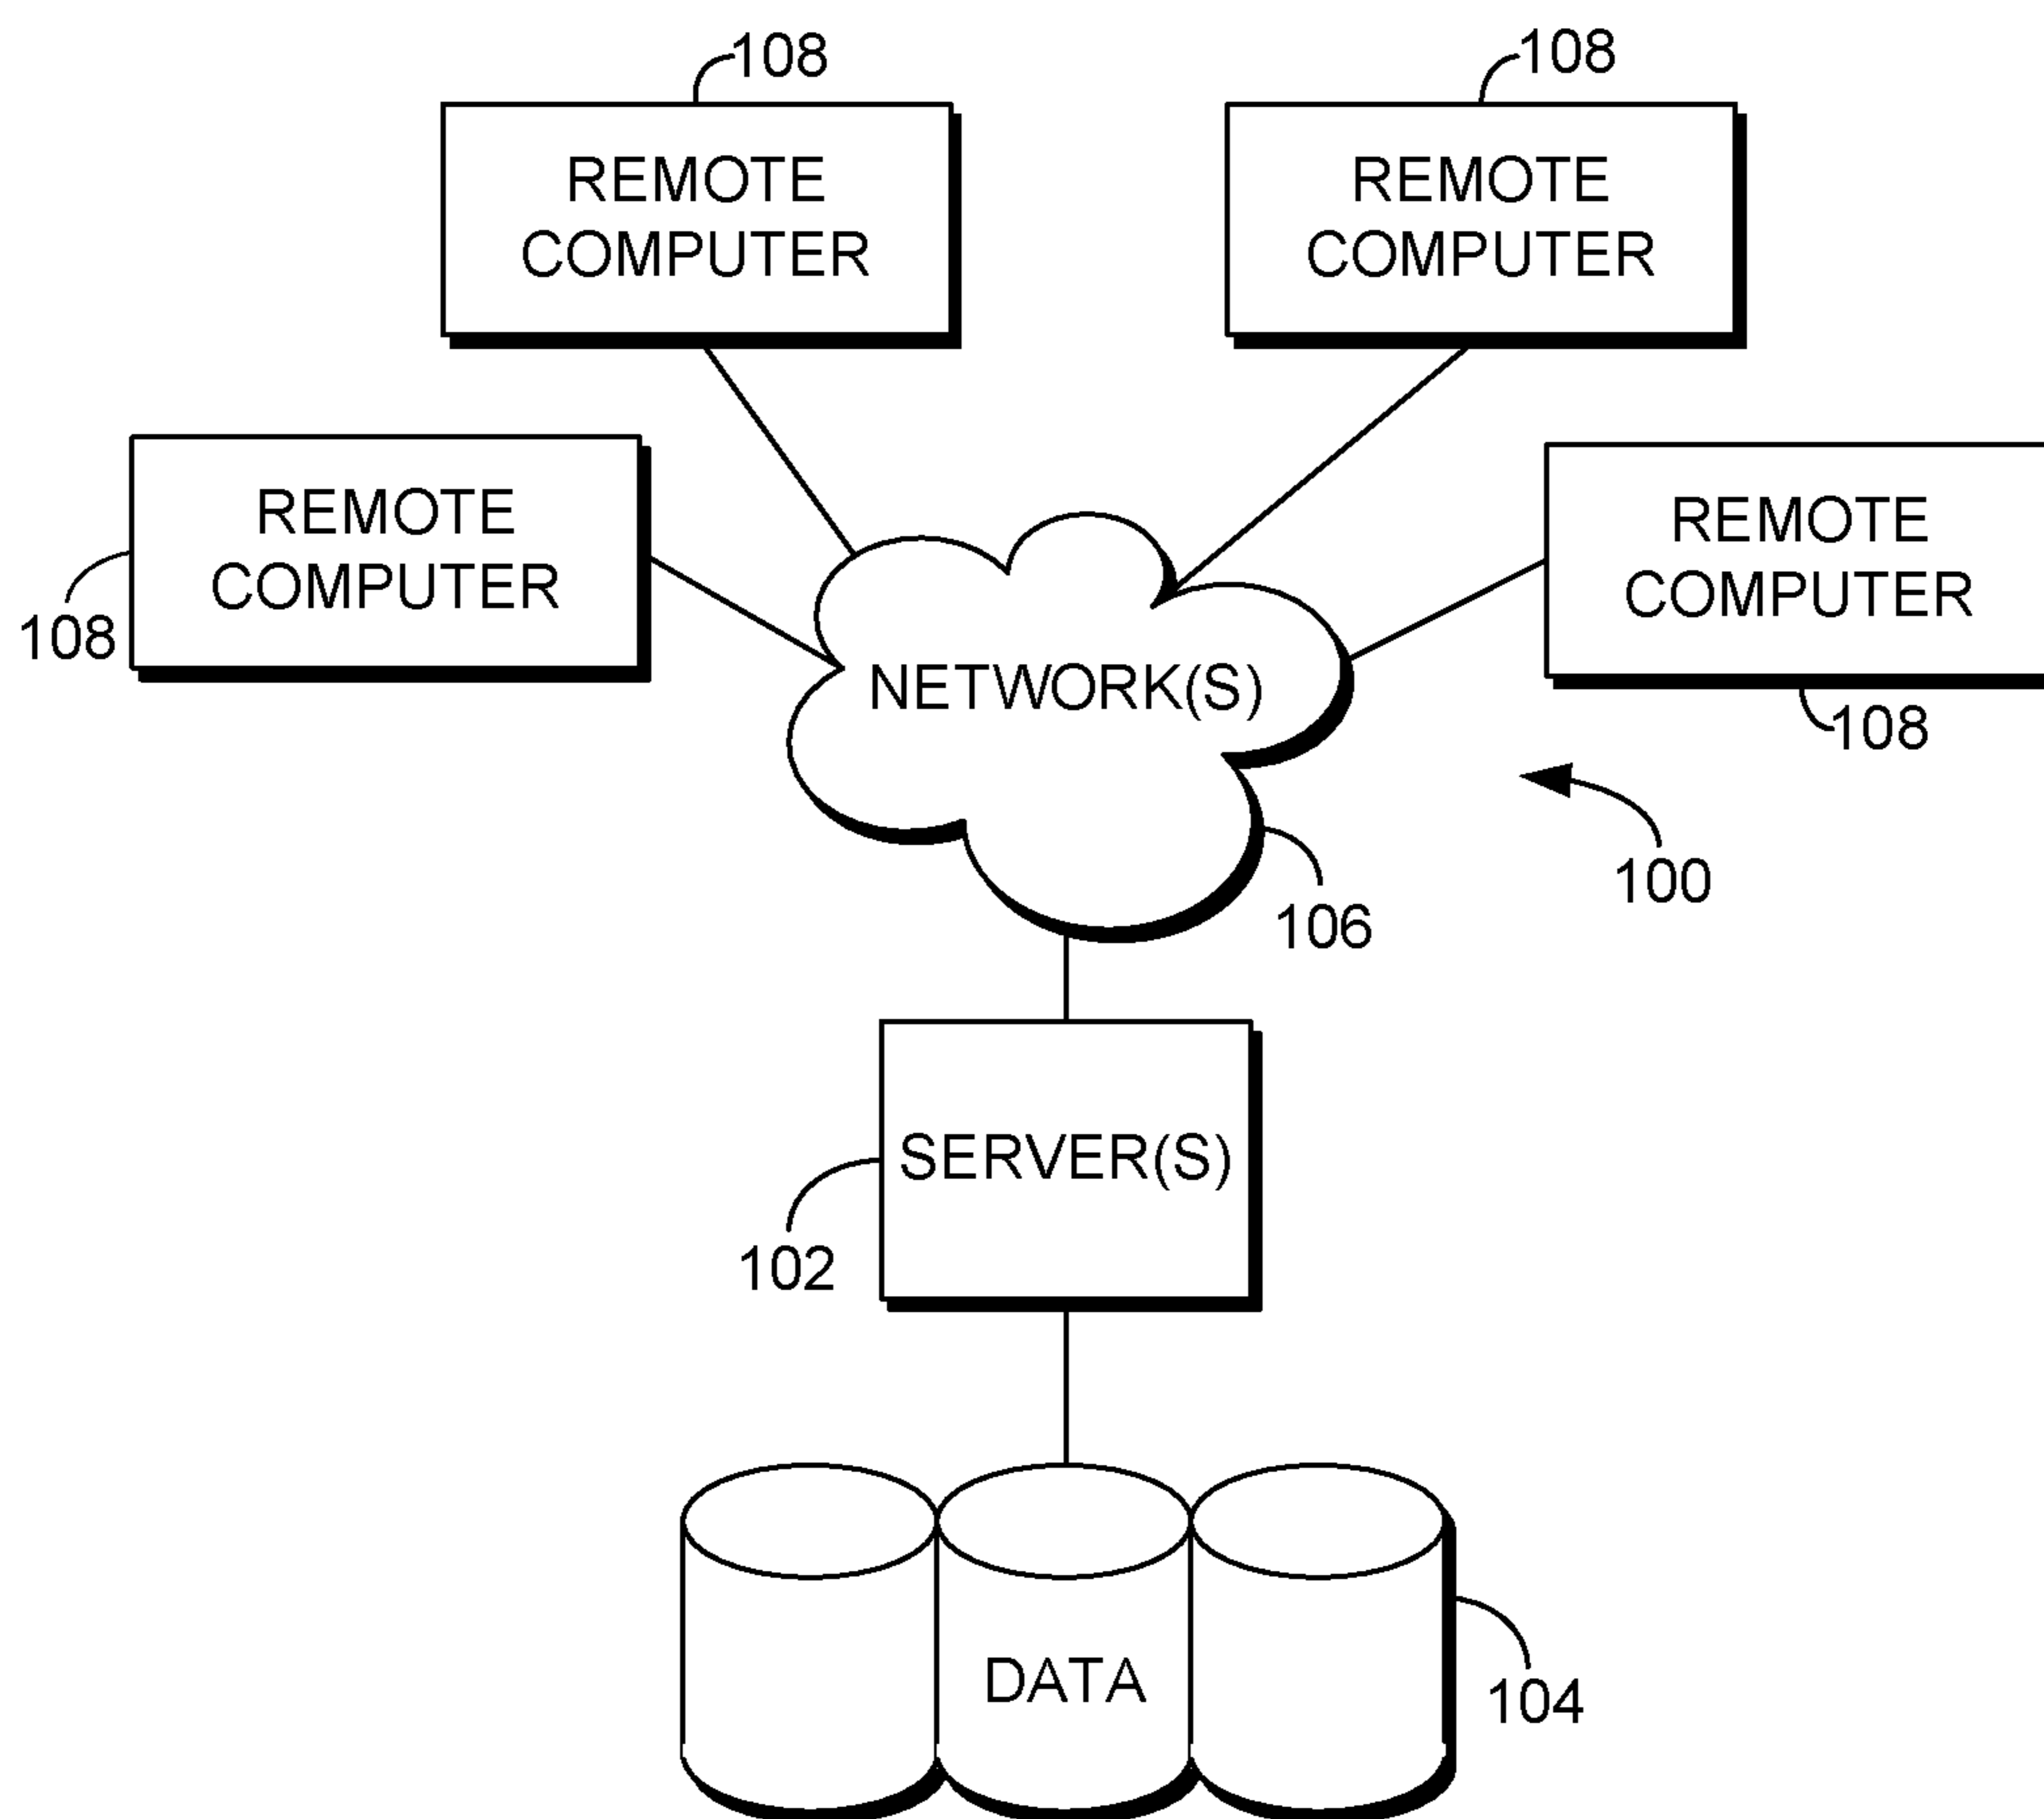 108
108
REMOTE
COMPUTER
REMOTE
COMPUTER
REMOTE
COMPUTER
108
REMOTE
COMPUTER
108
NETWORK(S)
100
106
SERVER(S)
102
DATA
104